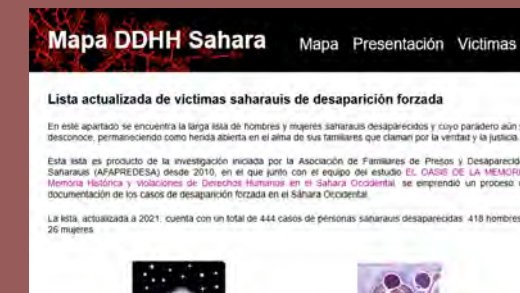 Mapa DDHH Sahara
Mapa Presentación Victimas
Lista actualizada de victimas saharauis de desaparición forzada
En este apartado se encuentra la larga lista de hombres y mujeres saharauis desaparecidos y cuyo paradero aún
desconoce, permaneciendo como herida abierta en el alma de sus familiares que claman por la verdad y la justicia.
Esta lista es producto de la investigación iniciada por la Asociación de Familiares de Presos y Desaparecid
Saharauis (AFAPREDESA) desde 2010, en el que junto con el equipo del estudio EL OASIS DE LA MEMORI
Memoria Histórica y Violaciones de Derechos Humanos en el Sahara Occidental, se emprendió un proceso
documentación de los casos de desaparición forzada en el Sáhara Occidental.
La lista, actualizada a 2021, cuenta con un total de 444 casos de personas saharauis desaparecidas: 418 hombres
26 mujeres